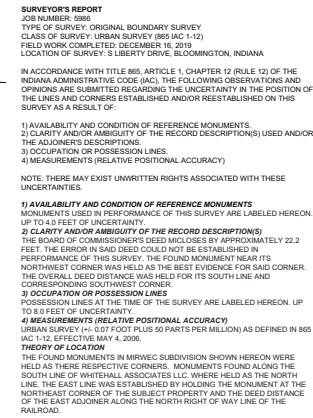 SURVEYOR'S REPORT
JOB NUMBER: 5986
TYPE OF SURVEY: ORIGINAL BOUNDARY SURVEY
CLASS OF SURVEY: URBAN SURVEY (865 IAC 1-12)
FIELD WORK COMPLETED: DECEMBER 16, 2019
LOCATION OF SURVEY: S LIBERTY DRIVE, BLOOMINGTON, INDIANA
IN ACCORDANCE WITH TITLE 865, ARTICLE 1, CHAPTER 12 (RULE 12) OF THE
INDIANA ADMINISTRATIVE CODE (IAC), THE FOLLOWING OBSERVATIONS AND
OPINIONS ARE SUBMITTED REGARDING THE UNCERTAINTY IN THE POSITION OF
THE LINES AND CORNERS ESTABLISHED AND/OR REESTABLISHED ON THIS
SURVEY AS A RESULT OF:
1) AVAILABILITY AND CONDITION OF REFERENCE MONUMENTS.
2) CLARITY AND/OR AMBIGUITY OF THE RECORD DESCRIPTION(S) USED AND/OR
THE ADJOINER'S DESCRIPTIONS.
3) OCCUPATION OR POSSESSION LINES.
4) MEASUREMENTS (RELATIVE POSITIONAL ACCURACY)
NOTE: THERE MAY EXIST UNWRITTEN RIGHTS ASSOCIATED WITH THESE
UNCERTAINTIES.
1) AVAILABILITY AND CONDITION OF REFERENCE MONUMENTS
MONUMENTS USED IN PERFORMANCE OF THIS SURVEY ARE LABELED HEREON.
UP TO 4.0 FEET OF UNCERTAINTY.
2) CLARITY AND/OR AMBIGUITY OF THE RECORD DESCRIPTION(S)
THE BOARD OF COMMISSIONER'S DEED MICLOSES BY APPROXIMATELY 22.2
FEET. THE ERROR IN SAID DEED COULD NOT BE ESTABLISHED IN
PERFORMANCE OF THIS SURVEY. THE FOUND MONUMENT NEAR ITS
NORTHWEST CORNER WAS HELD AS THE BEST EVIDENCE FOR SAID CORNER.
THE OVERALL DEED DISTANCE WAS HELD FOR ITS SOUTH LINE AND
CORRESPONDING SOUTHWEST CORNER.
3) OCCUPATION OR POSSESSION LINES
POSSESSION LINES AT THE TIME OF THE SURVEY ARE LABELED HEREON. UP
TO 8.0 FEET OF UNCERTAINTY.
4) MEASUREMENTS (RELATIVE POSITIONAL ACCURACY)
URBAN SURVEY (+/- 0.07 FOOT PLUS 50 PARTS PER MILLION) AS DEFINED IN 865
IAC 1-12, EFFECTIVE MAY 4, 2006.
THEORY OF LOCATION
THE FOUND MONUMENTS IN MIRWEC SUBDIVISION SHOWN HEREON WERE
HELD AS THERE RESPECTIVE CORNERS. MONUMENTS FOUND ALONG THE
SOUTH LINE OF WHITEHALL ASSOCIATES LLC. WHERE HELD AS THE NORTH
LINE. THE EAST LINE WAS ESTABLISHED BY HOLDING THE MONUMENT AT THE
NORTHEAST CORNER OF THE SUBJECT PROPERTY AND THE DEED DISTANCE
OF THE EAST ADJOINER ALONG THE NORTH RIGHT OF WAY LINE OF THE
RAILROAD.